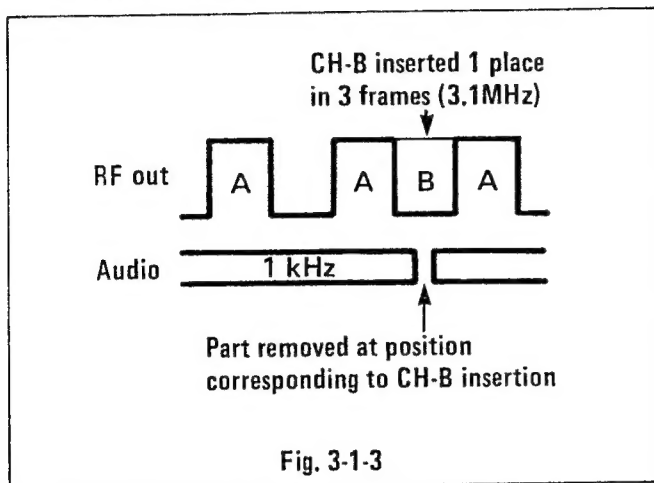 CH-B inserted 1 place
in 3 frames (3.1MHz)
RF out
A
A
B
A
Audio
1 kHz
Part removed at position
corresponding to CH-B insertion
Fig. 3-1-3